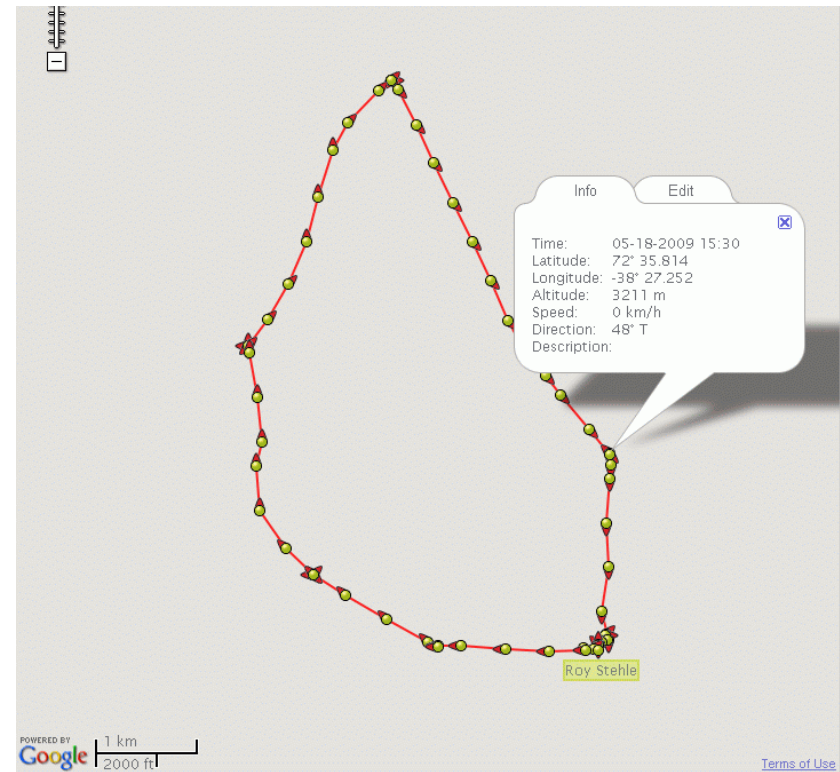 Info Edit
Time: 05-18-2009 15:30
Latitude: 72° 35.814
Longitude: -38° 27.252
Altitude: 3211 m
Speed: 0 km/h
Direction: 48° T
Description:
Roy Stehle
POWERED BY
Google
1 km
2000 ft
Terms of Use